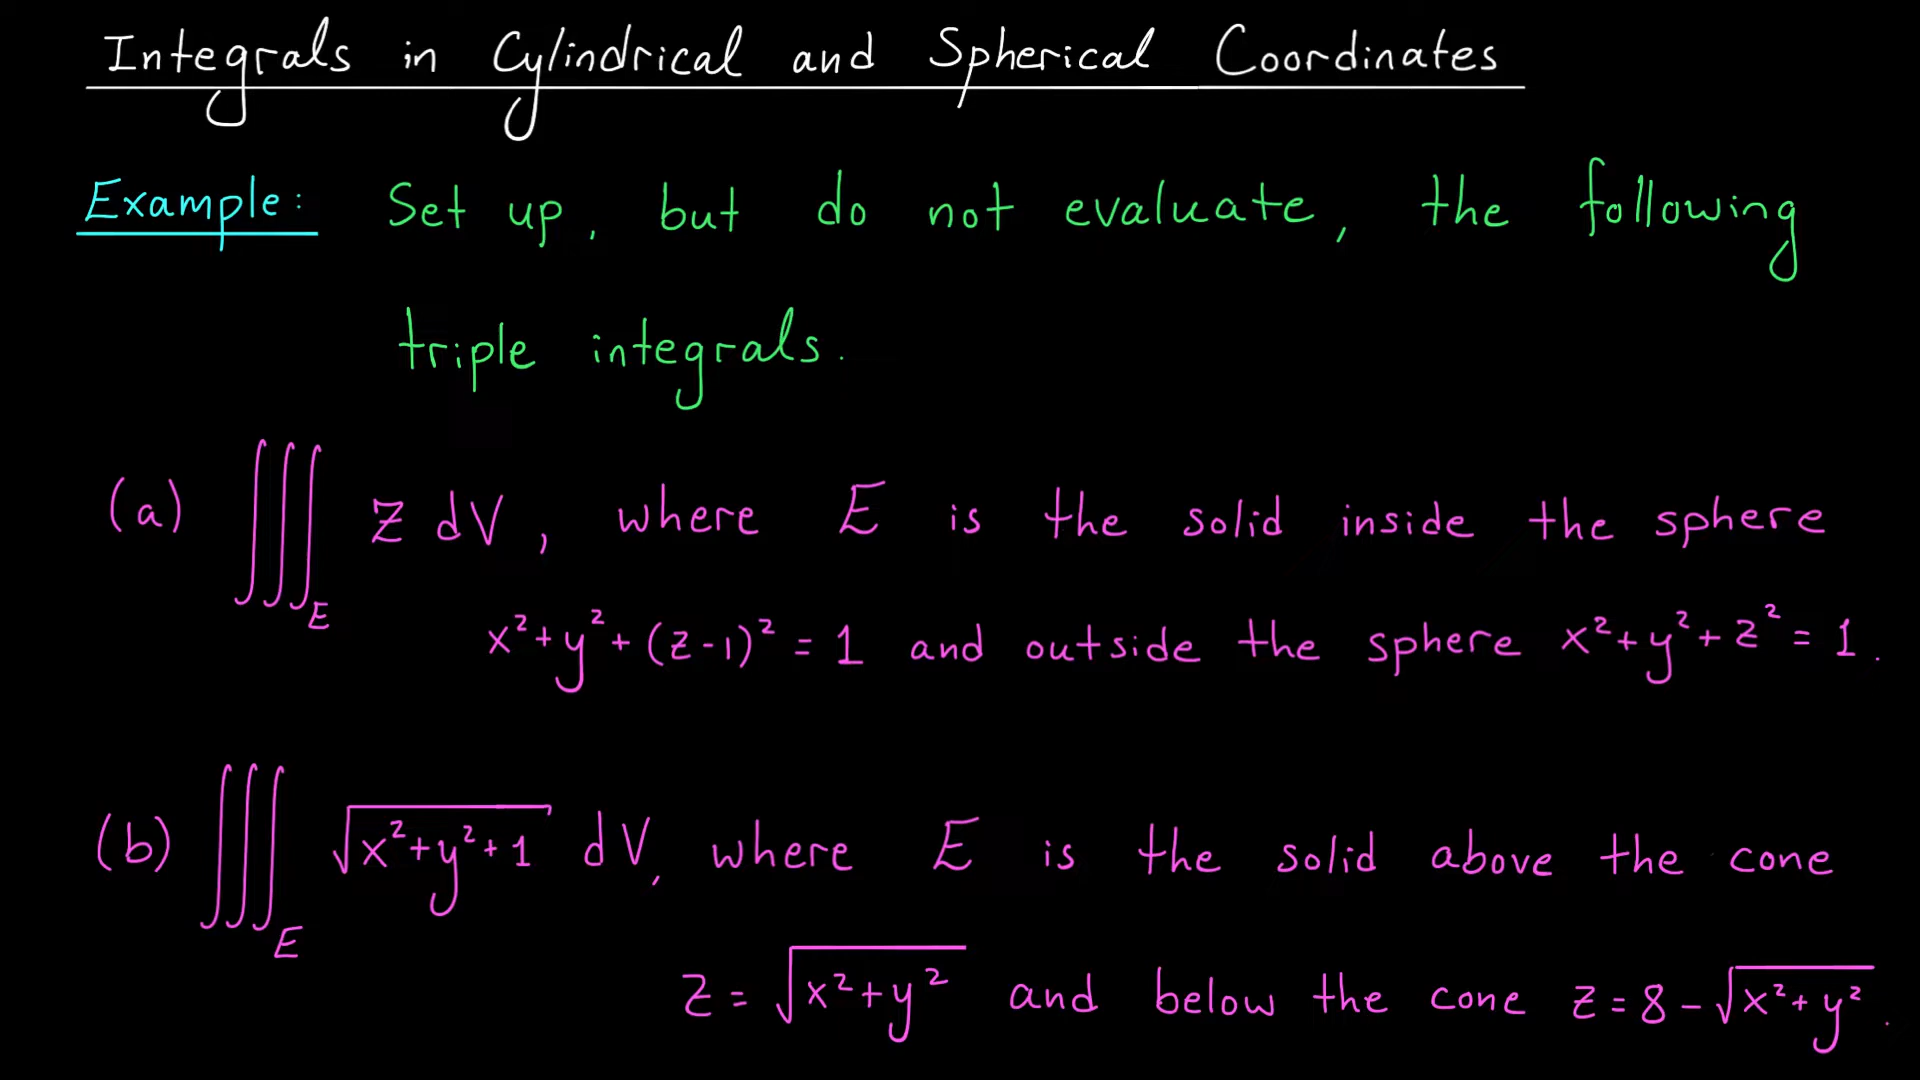 Integrals in Cylindrical and Spherical Coordinates
Example: Set up, but do not evaluate, the following
triple integrals.
(a) ∭_E z dV, where E is the solid inside the sphere
x²+y²+(z-1)²=1 and outside the sphere x²+y²+z²=1.
(b) ∭_E √(x²+y²+1) dV, where E is the solid above the cone
z=√(x²+y²) and below the cone z=8-√(x²+y²).